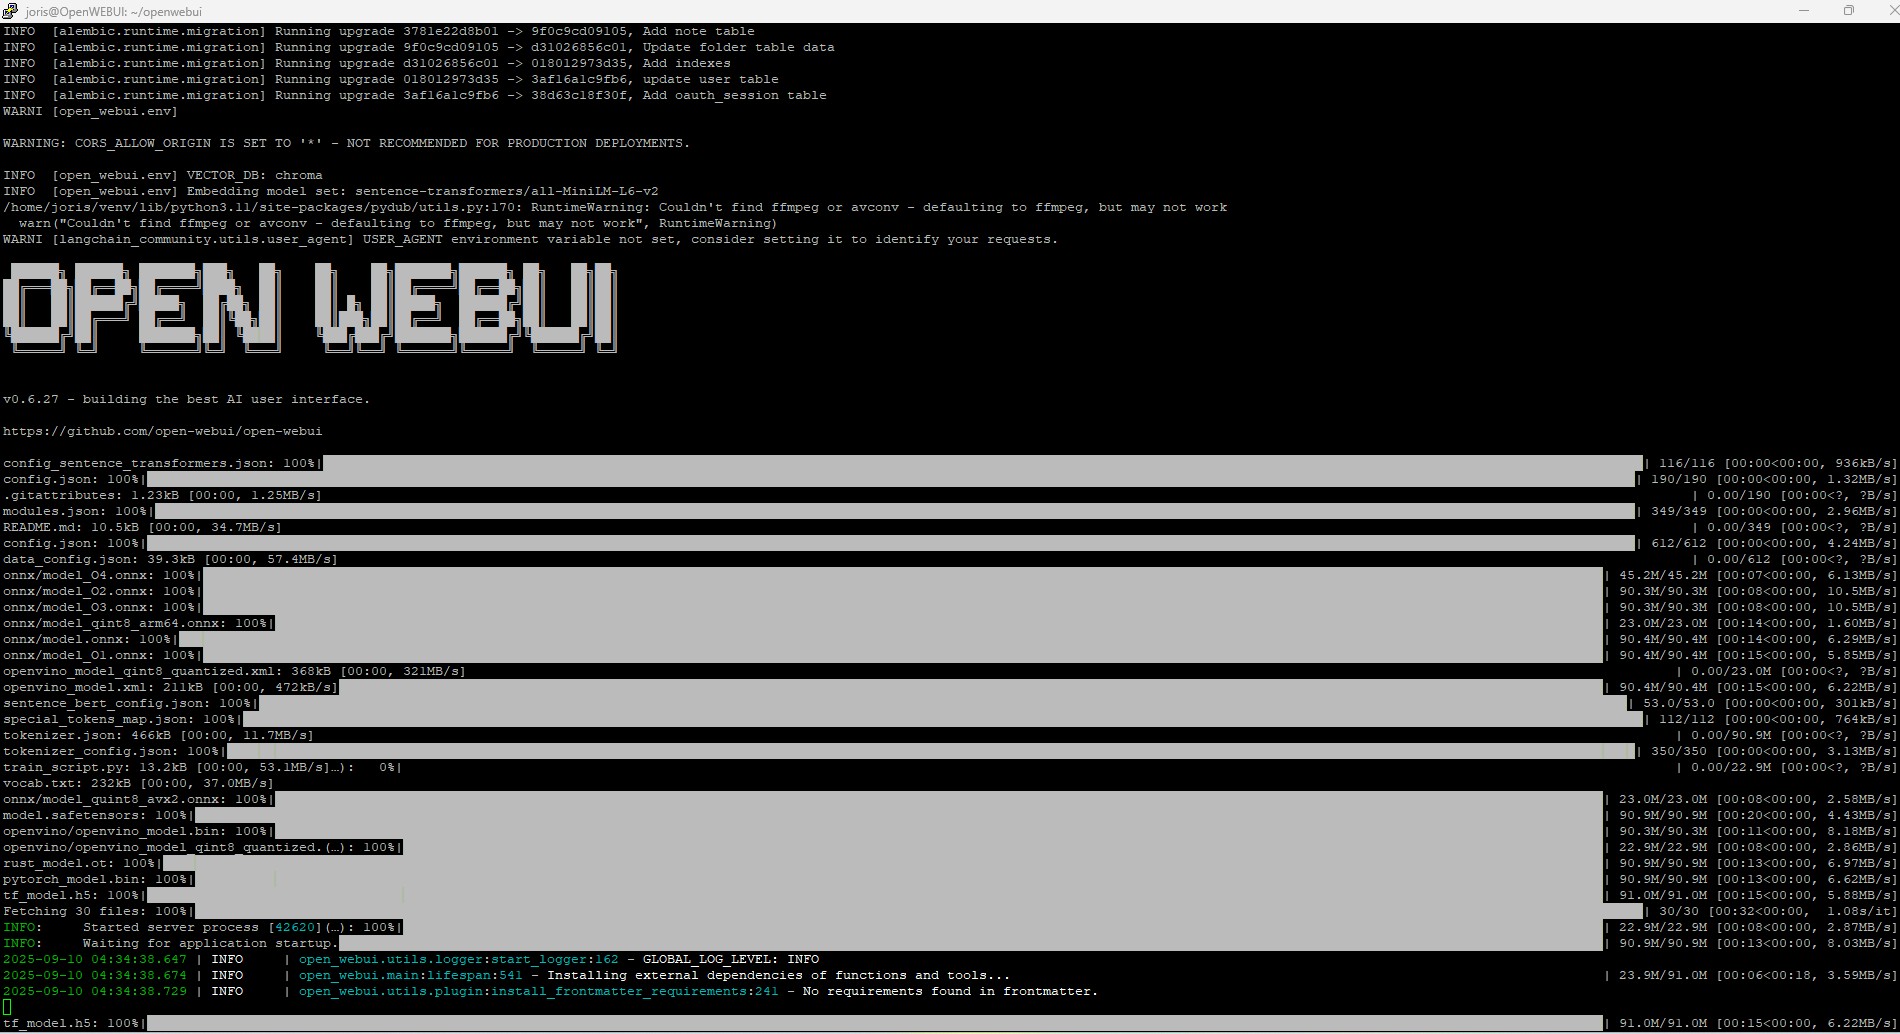 joris@OpenWEBUI: ~/openwebui
INFO  [alembic.runtime.migration] Running upgrade 3781e22d8b01 -> 9f0c9cd09105, Add note table
INFO  [alembic.runtime.migration] Running upgrade 9f0c9cd09105 -> d31026856c01, Update folder table data
INFO  [alembic.runtime.migration] Running upgrade d31026856c01 -> 018012973d35, Add indexes
INFO  [alembic.runtime.migration] Running upgrade 018012973d35 -> 3af16a1c9fb6, update user table
INFO  [alembic.runtime.migration] Running upgrade 3af16a1c9fb6 -> 38d63c18f30f, Add oauth_session table
WARNI [open_webui.env]
WARNING: CORS_ALLOW_ORIGIN IS SET TO '*' - NOT RECOMMENDED FOR PRODUCTION DEPLOYMENTS.
INFO  [open_webui.env] VECTOR_DB: chroma
INFO  [open_webui.env] Embedding model set: sentence-transformers/all-MiniLM-L6-v2
/home/joris/venv/lib/python3.11/site-packages/pydub/utils.py:170: RuntimeWarning: Couldn't find ffmpeg or avconv - defaulting to ffmpeg, but may not work
  warn("Couldn't find ffmpeg or avconv - defaulting to ffmpeg, but may not work", RuntimeWarning)
WARNI [langchain_community.utils.user_agent] USER_AGENT environment variable not set, consider setting it to identify your requests.
OPEN WEBUI
v0.6.27 - building the best AI user interface.
https://github.com/open-webui/open-webui
config_sentence_transformers.json: 100%| | 116/116 [00:00<00:00, 936kB/s]
config.json: 100%| | 190/190 [00:00<00:00, 1.32MB/s]
.gitattributes: 1.23kB [00:00, 1.25MB/s] | 0.00/190 [00:00<?, ?B/s]
modules.json: 100%| | 349/349 [00:00<00:00, 2.96MB/s]
README.md: 10.5kB [00:00, 34.7MB/s] | 0.00/349 [00:00<?, ?B/s]
config.json: 100%| | 612/612 [00:00<00:00, 4.24MB/s]
data_config.json: 39.3kB [00:00, 57.4MB/s] | 0.00/612 [00:00<?, ?B/s]
onnx/model_O4.onnx: 100%| | 45.2M/45.2M [00:07<00:00, 6.13MB/s]
onnx/model_O2.onnx: 100%| | 90.3M/90.3M [00:08<00:00, 10.5MB/s]
onnx/model_O3.onnx: 100%| | 90.3M/90.3M [00:08<00:00, 10.5MB/s]
onnx/model_qint8_arm64.onnx: 100%| | 23.0M/23.0M [00:14<00:00, 1.60MB/s]
onnx/model.onnx: 100%| | 90.4M/90.4M [00:14<00:00, 6.29MB/s]
onnx/model_O1.onnx: 100%| | 90.4M/90.4M [00:15<00:00, 5.85MB/s]
openvino_model_qint8_quantized.xml: 368kB [00:00, 321MB/s] | 0.00/23.0M [00:00<?, ?B/s]
openvino_model.xml: 211kB [00:00, 472kB/s] | 90.4M/90.4M [00:15<00:00, 6.22MB/s]
sentence_bert_config.json: 100%| | 53.0/53.0 [00:00<00:00, 301kB/s]
special_tokens_map.json: 100%| | 112/112 [00:00<00:00, 764kB/s]
tokenizer.json: 466kB [00:00, 11.7MB/s] | 0.00/90.9M [00:00<?, ?B/s]
tokenizer_config.json: 100%| | 350/350 [00:00<00:00, 3.13MB/s]
train_script.py: 13.2kB [00:00, 53.1MB/s]…):   0%| | 0.00/22.9M [00:00<?, ?B/s]
vocab.txt: 232kB [00:00, 37.0MB/s]
onnx/model_quint8_avx2.onnx: 100%| | 23.0M/23.0M [00:08<00:00, 2.58MB/s]
model.safetensors: 100%| | 90.9M/90.9M [00:20<00:00, 4.43MB/s]
openvino/openvino_model.bin: 100%| | 90.3M/90.3M [00:11<00:00, 8.18MB/s]
openvino/openvino_model_qint8_quantized.(…): 100%| | 22.9M/22.9M [00:08<00:00, 2.86MB/s]
rust_model.ot: 100%| | 90.9M/90.9M [00:13<00:00, 6.97MB/s]
pytorch_model.bin: 100%| | 90.9M/90.9M [00:13<00:00, 6.62MB/s]
tf_model.h5: 100%| | 91.0M/91.0M [00:15<00:00, 5.88MB/s]
Fetching 30 files: 100%| | 30/30 [00:32<00:00,  1.08s/it]
INFO:     Started server process [42620](…): 100%| | 22.9M/22.9M [00:08<00:00, 2.87MB/s]
INFO:     Waiting for application startup. | 90.9M/90.9M [00:13<00:00, 8.03MB/s]
2025-09-10 04:34:38.647 | INFO     | open_webui.utils.logger:start_logger:162 - GLOBAL_LOG_LEVEL: INFO
2025-09-10 04:34:38.674 | INFO     | open_webui.main:lifespan:541 - Installing external dependencies of functions and tools... | 23.9M/91.0M [00:06<00:18, 3.59MB/s]
2025-09-10 04:34:38.729 | INFO     | open_webui.utils.plugin:install_frontmatter_requirements:241 - No requirements found in frontmatter.
tf_model.h5: 100%| | 91.0M/91.0M [00:15<00:00, 6.22MB/s]